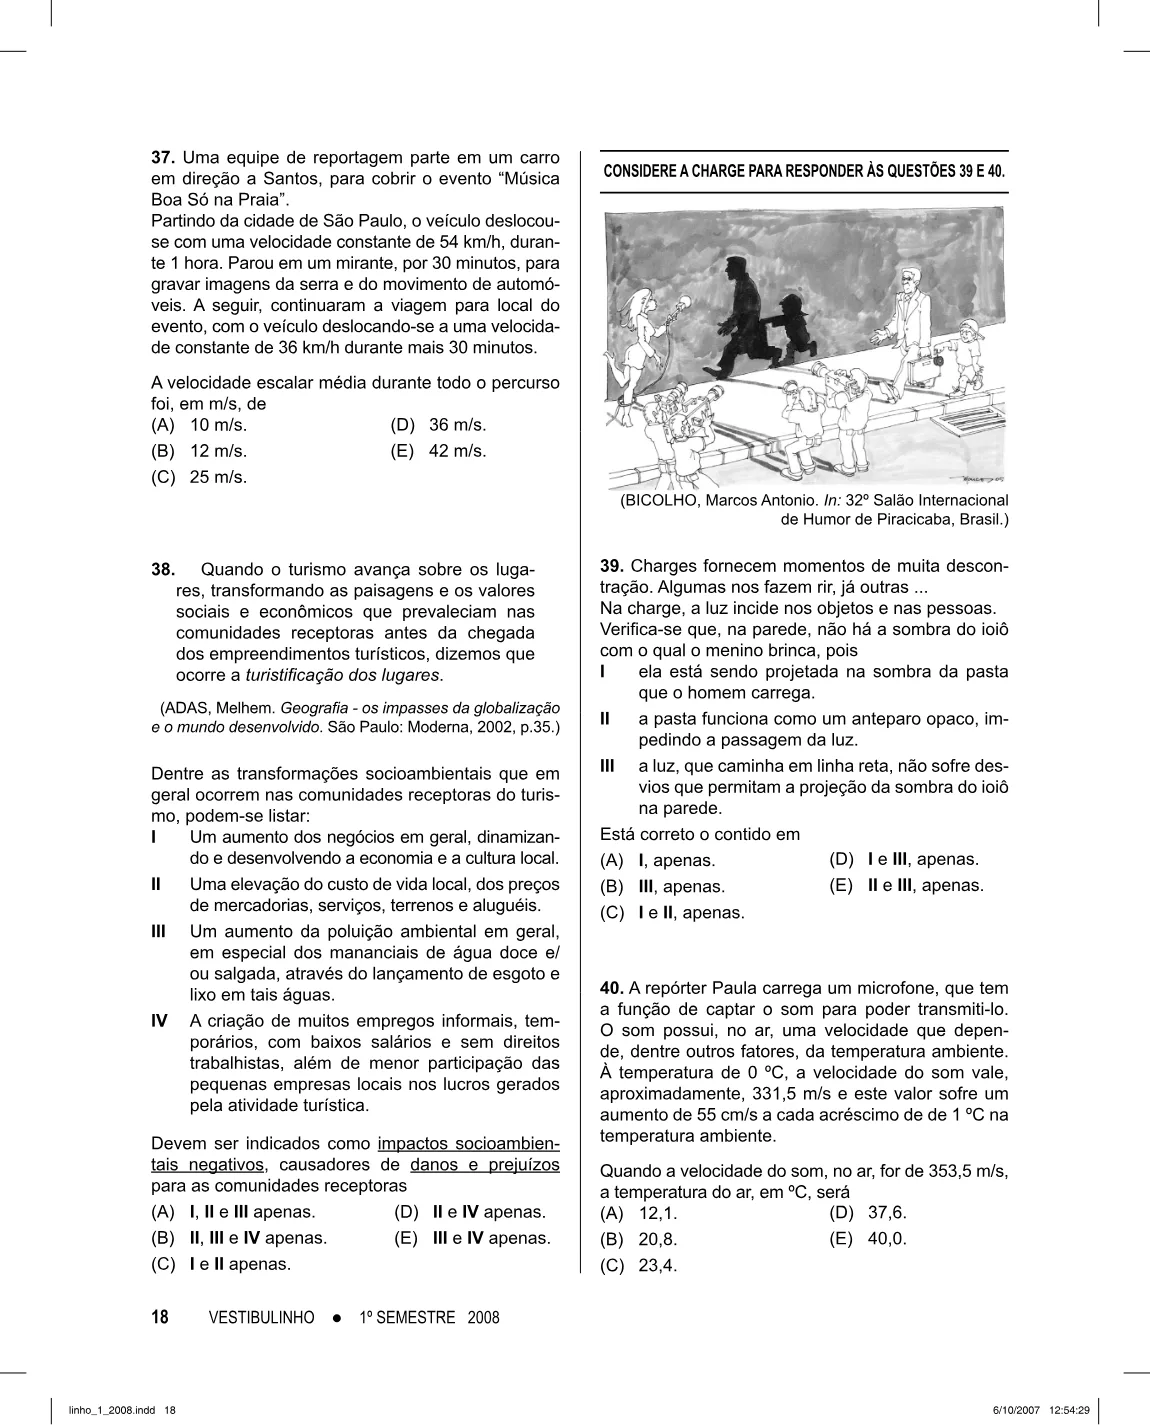 37. Uma equipe de reportagem parte em um carro
em direção a Santos, para cobrir o evento “Música
Boa Só na Praia”.
Partindo da cidade de São Paulo, o veículo deslocou-
se com uma velocidade constante de 54 km/h, duran-
te 1 hora. Parou em um mirante, por 30 minutos, para
gravar imagens da serra e do movimento de automó-
veis. A seguir, continuaram a viagem para local do
evento, com o veículo deslocando-se a uma velocida-
de constante de 36 km/h durante mais 30 minutos.
A velocidade escalar média durante todo o percurso
foi, em m/s, de
(A) 10 m/s.
(B) 12 m/s.
(C) 25 m/s.
(D) 36 m/s.
(E) 42 m/s.
38. Quando o turismo avança sobre os luga-
res, transformando as paisagens e os valores
sociais e econômicos que prevaleciam nas
comunidades receptoras antes da chegada
dos empreendimentos turísticos, dizemos que
ocorre a turistificação dos lugares.
(ADAS, Melhem. Geografia - os impasses da globalização
e o mundo desenvolvido. São Paulo: Moderna, 2002, p.35.)
Dentre as transformações socioambientais que em
geral ocorrem nas comunidades receptoras do turis-
mo, podem-se listar:
I Um aumento dos negócios em geral, dinamizan-
do e desenvolvendo a economia e a cultura local.
II Uma elevação do custo de vida local, dos preços
de mercadorias, serviços, terrenos e aluguéis.
III Um aumento da poluição ambiental em geral,
em especial dos mananciais de água doce e/
ou salgada, através do lançamento de esgoto e
lixo em tais águas.
IV A criação de muitos empregos informais, tem-
porários, com baixos salários e sem direitos
trabalhistas, além de menor participação das
pequenas empresas locais nos lucros gerados
pela atividade turística.
Devem ser indicados como impactos socioambien-
tais negativos, causadores de danos e prejuízos
para as comunidades receptoras
(A) I, II e III apenas.
(B) II, III e IV apenas.
(C) I e II apenas.
(D) II e IV apenas.
(E) III e IV apenas.
CONSIDERE A CHARGE PARA RESPONDER ÀS QUESTÕES 39 E 40.
(BICOLHO, Marcos Antonio. In: 32º Salão Internacional
de Humor de Piracicaba, Brasil.)
39. Charges fornecem momentos de muita descon-
tração. Algumas nos fazem rir, já outras ...
Na charge, a luz incide nos objetos e nas pessoas.
Verifica-se que, na parede, não há a sombra do ioiô
com o qual o menino brinca, pois
I ela está sendo projetada na sombra da pasta
que o homem carrega.
II a pasta funciona como um anteparo opaco, im-
pedindo a passagem da luz.
III a luz, que caminha em linha reta, não sofre des-
vios que permitam a projeção da sombra do ioiô
na parede.
Está correto o contido em
(A) I, apenas.
(B) III, apenas.
(C) I e II, apenas.
(D) I e III, apenas.
(E) II e III, apenas.
40. A repórter Paula carrega um microfone, que tem
a função de captar o som para poder transmiti-lo.
O som possui, no ar, uma velocidade que depen-
de, dentre outros fatores, da temperatura ambiente.
À temperatura de 0 ºC, a velocidade do som vale,
aproximadamente, 331,5 m/s e este valor sofre um
aumento de 55 cm/s a cada acréscimo de de 1 ºC na
temperatura ambiente.
Quando a velocidade do som, no ar, for de 353,5 m/s,
a temperatura do ar, em ºC, será
(A) 12,1.
(B) 20,8.
(C) 23,4.
(D) 37,6.
(E) 40,0.
18 VESTIBULINHO ● 1º SEMESTRE 2008
linho_1_2008.indd 18
6/10/2007 12:54:29